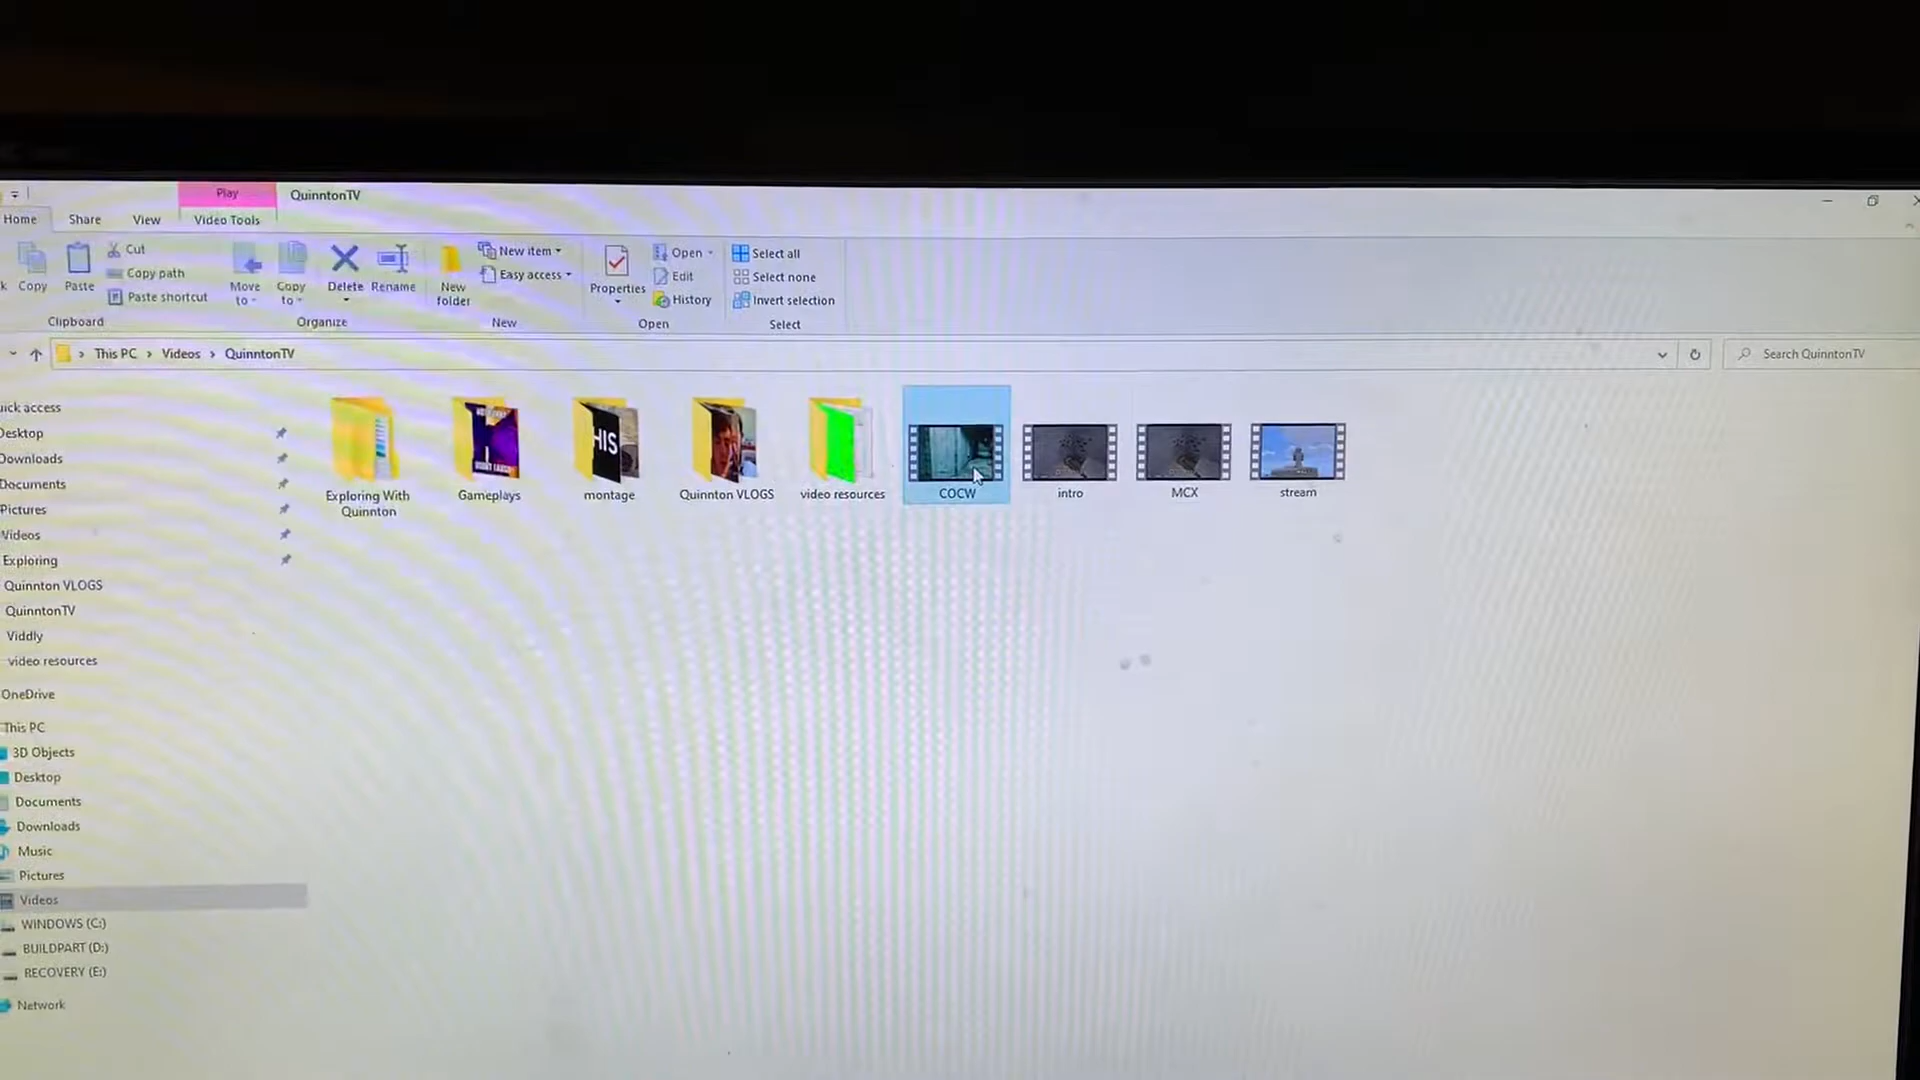 Play
QuinntonTV
Home
Share
View
Video Tools
Copy
Paste
Cut
Copy path
Paste shortcut
Clipboard
Move to
Copy to
Delete
Rename
Organize
New folder
New item
Easy access
New
Properties
Open
Edit
History
Open
Select all
Select none
Invert selection
Select
This PC > Videos > QuinntonTV
Search QuinntonTV
uick access
Desktop
Downloads
Documents
Pictures
Videos
Exploring
Quinnton VLOGS
QuinntonTV
Viddly
video resources
OneDrive
This PC
3D Objects
Desktop
Documents
Downloads
Music
Pictures
Videos
WINDOWS (C:)
BUILDPART (D:)
RECOVERY (E:)
Network
HIS
Exploring With
Quinnton
Gameplays
montage
Quinnton VLOGS
video resources
COCW
intro
MCX
stream